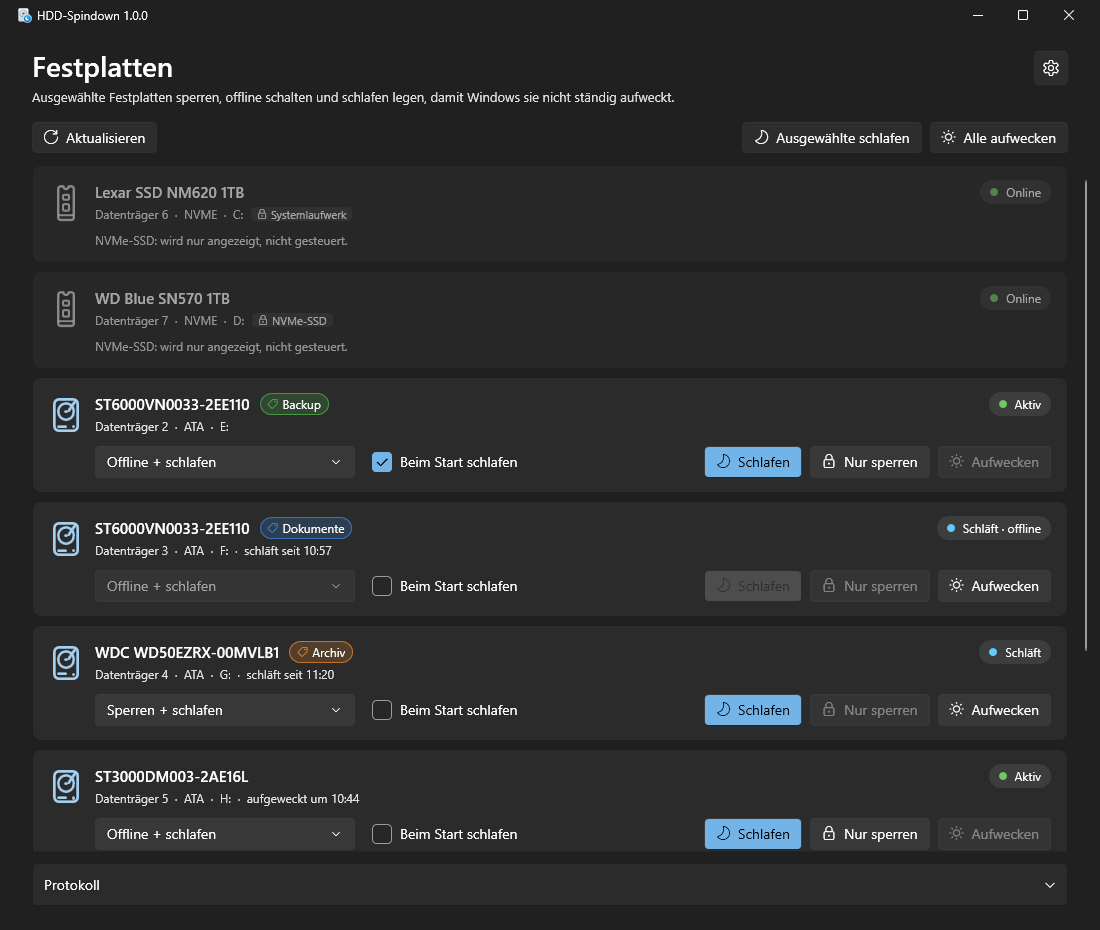 HDD-Spindown 1.0.0
Festplatten
Ausgewählte Festplatten sperren, offline schalten und schlafen legen, damit Windows sie nicht ständig aufweckt.
Aktualisieren
Ausgewählte schlafen
Alle aufwecken
Lexar SSD NM620 1TB
Online
Datenträger 6 · NVME · C: Systemlaufwerk
NVMe-SSD: wird nur angezeigt, nicht gesteuert.
WD Blue SN570 1TB
Online
Datenträger 7 · NVME · D: NVMe-SSD
NVMe-SSD: wird nur angezeigt, nicht gesteuert.
ST6000VN0033-2EE110 Backup
Aktiv
Datenträger 2 · ATA · E:
Offline + schlafen
Beim Start schlafen
Schlafen
Nur sperren
Aufwecken
ST6000VN0033-2EE110 Dokumente
Schläft · offline
Datenträger 3 · ATA · F: · schläft seit 10:57
Offline + schlafen
Beim Start schlafen
Schlafen
Nur sperren
Aufwecken
WDC WD50EZRX-00MVLB1 Archiv
Schläft
Datenträger 4 · ATA · G: · schläft seit 11:20
Sperren + schlafen
Beim Start schlafen
Schlafen
Nur sperren
Aufwecken
ST3000DM003-2AE16L
Aktiv
Datenträger 5 · ATA · H: · aufgeweckt um 10:44
Offline + schlafen
Beim Start schlafen
Schlafen
Nur sperren
Aufwecken
Protokoll